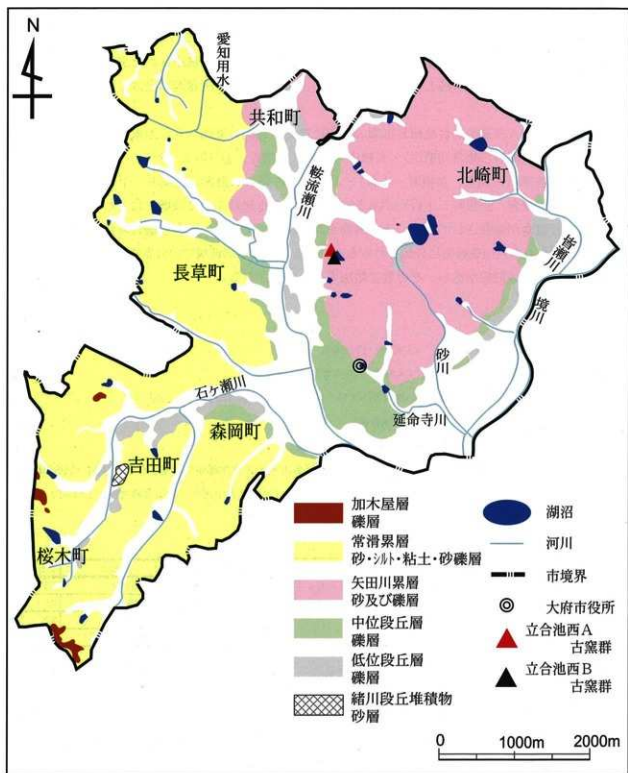 N
愛知用水
共和町
鞍流瀬川
北崎町
皆瀬川
境川
長草町
砂川
石ヶ瀬川
延命寺川
森岡町
吉田町
桜木町
加木屋層
礫層
常滑累層
砂・シルト・粘土・砂礫層
矢田川累層
砂及び礫層
中位段丘層
礫層
低位段丘層
礫層
緒川段丘堆積物
砂層
湖沼
河川
市境界
大府市役所
立合池西A
古窯群
立合池西B
古窯群
0 1000m 2000m